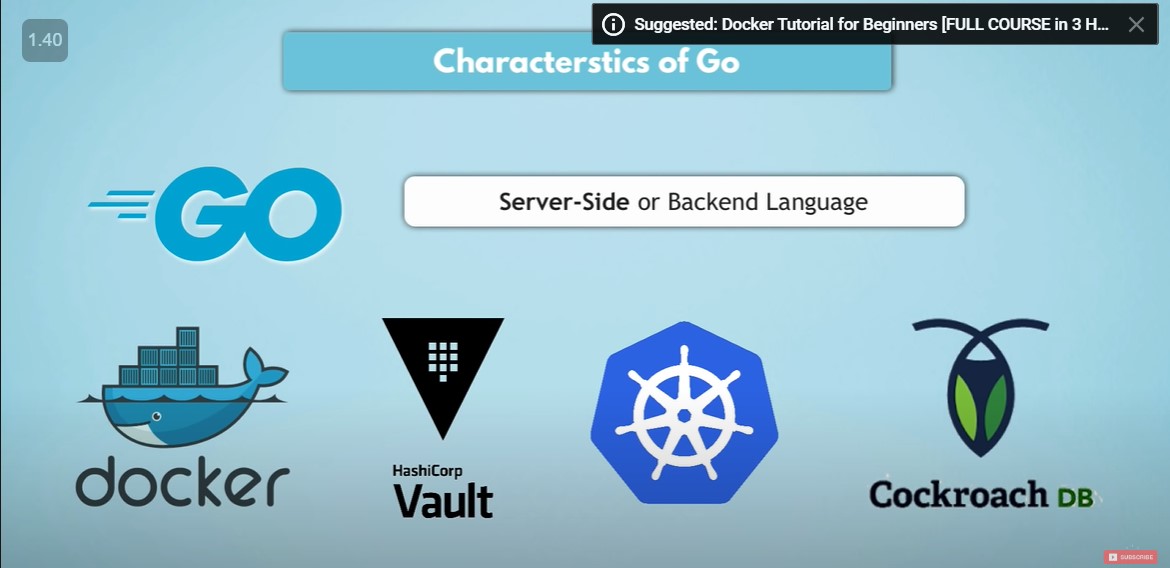 1.40
Suggested: Docker Tutorial for Beginners [FULL COURSE in 3 H...
Characterstics of Go
GO
Server-Side or Backend Language
docker
HashiCorp
Vault
Cockroach DB
SUBSCRIBE